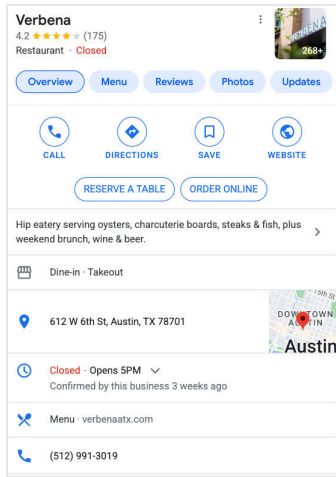 Verbena
4.2 ★★★★★ (175)
Restaurant · Closed
VERBENA
268+
Overview
Menu
Reviews
Photos
Updates
CALL
DIRECTIONS
SAVE
WEBSITE
RESERVE A TABLE
ORDER ONLINE
Hip eatery serving oysters, charcuterie boards, steaks & fish, plus
weekend brunch, wine & beer.
Dine-in · Takeout
612 W 6th St, Austin, TX 78701
15th St
DOWNTOWN
AUSTIN
Austin
Closed · Opens 5PM
Confirmed by this business 3 weeks ago
Menu · verbenaatx.com
(512) 991-3019